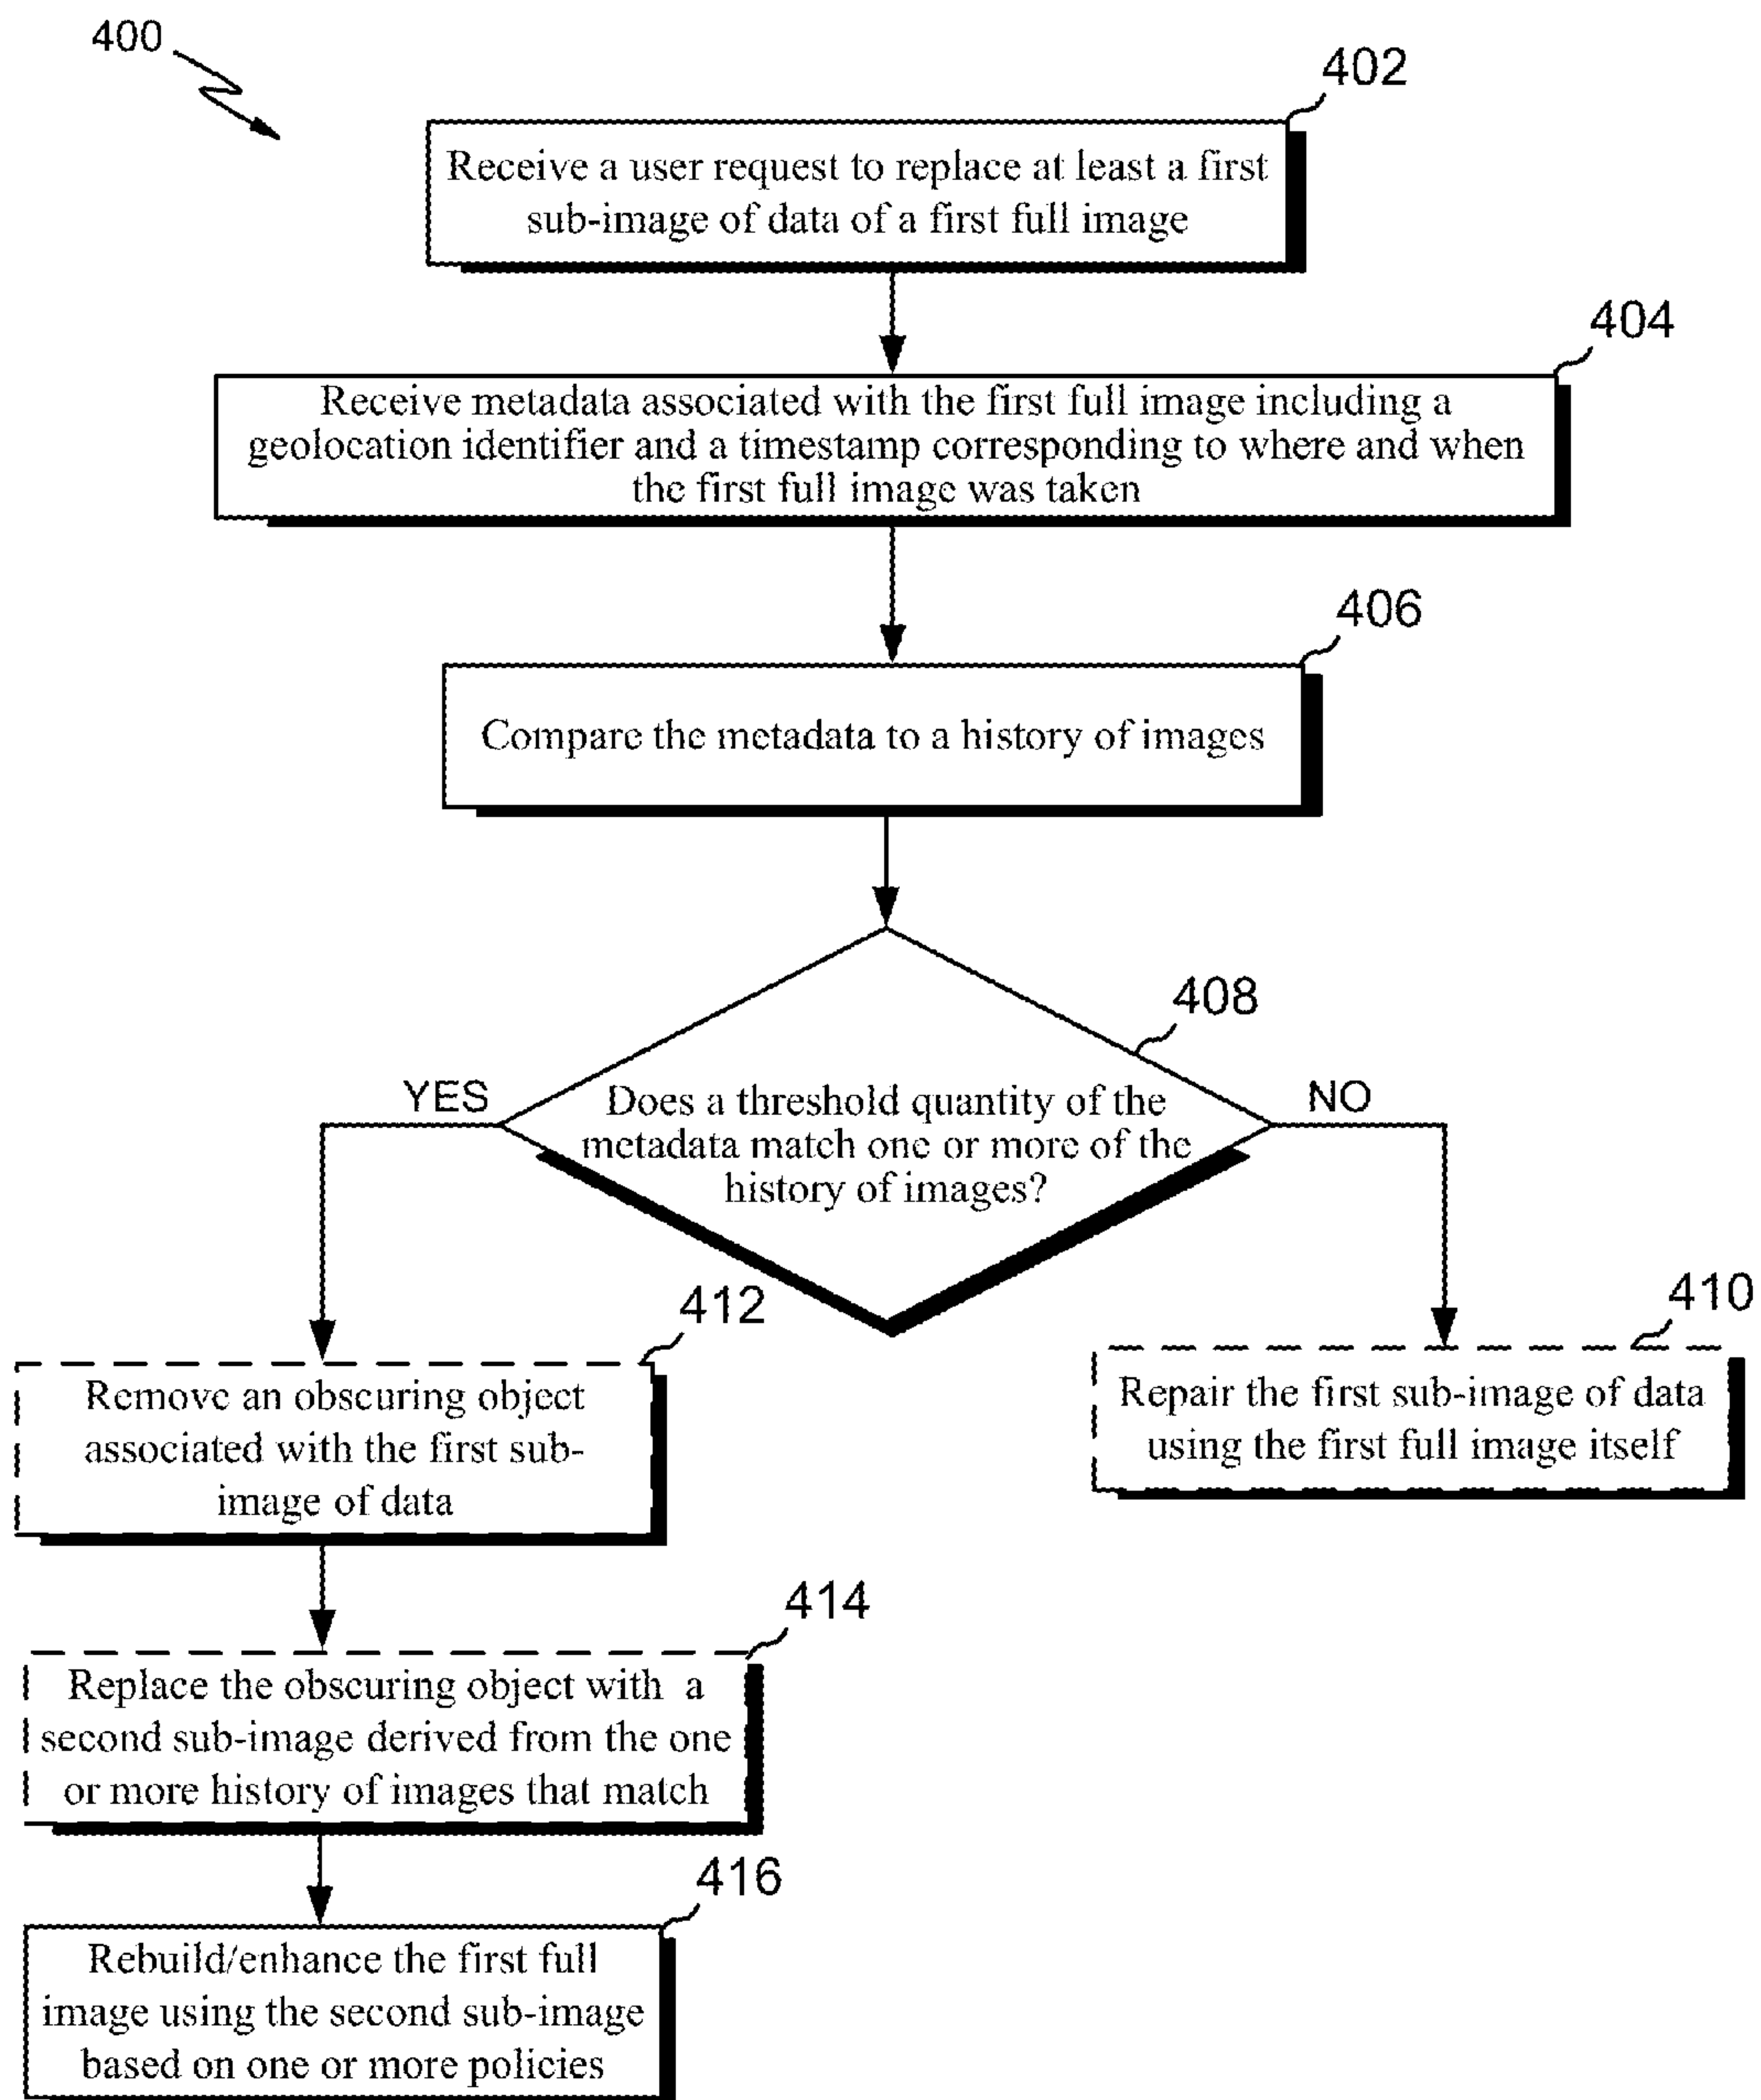 400
402
Receive a user request to replace at least a first
sub-image of data of a first full image
404
Receive metadata associated with the first full image including a
geolocation identifier and a timestamp corresponding to where and when
the first full image was taken
406
Compare the metadata to a history of images
408
YES
NO
Does a threshold quantity of the
metadata match one or more of the
history of images?
412
Remove an obscuring object
associated with the first sub-
image of data
410
Repair the first sub-image of data
using the first full image itself
414
Replace the obscuring object with a
second sub-image derived from the one
or more history of images that match
416
Rebuild/enhance the first full
image using the second sub-image
based on one or more policies